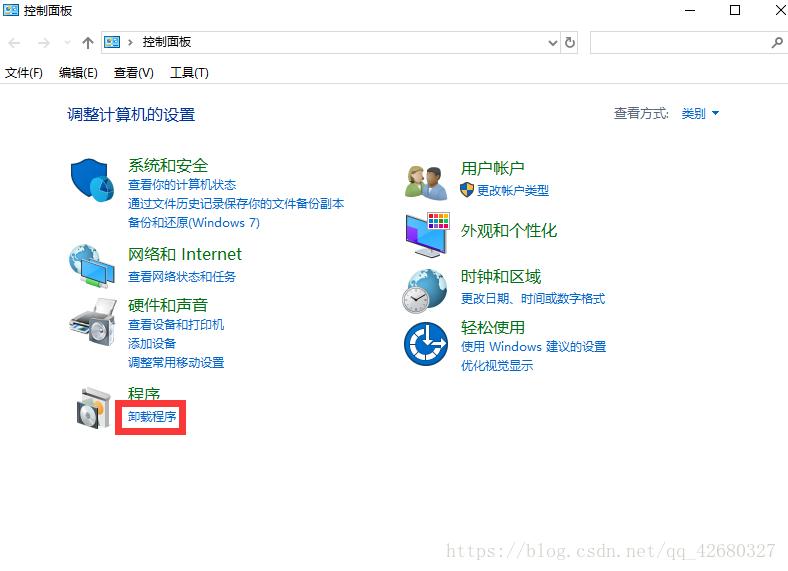 控制面板
控制面板
文件(F) 编辑(E) 查看(V) 工具(T)
调整计算机的设置
查看方式: 类别
系统和安全
查看你的计算机状态
通过文件历史记录保存你的文件备份副本
备份和还原(Windows 7)
网络和 Internet
查看网络状态和任务
硬件和声音
查看设备和打印机
添加设备
调整常用移动设置
程序
卸载程序
用户帐户
更改帐户类型
外观和个性化
时钟和区域
更改日期、时间或数字格式
轻松使用
使用 Windows 建议的设置
优化视觉显示
https://blog.csdn.net/qq_42680327